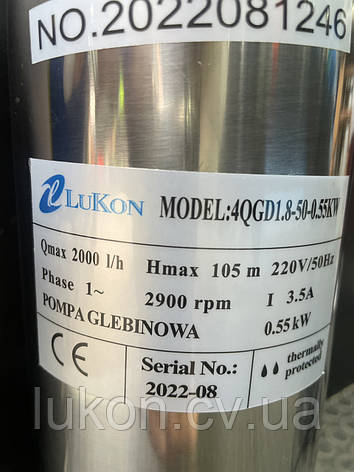 NO.2022081246
LUKON MODEL:4QGD1.8-50-0.55KW
Qmax 2000 l/h Hmax 105 m 220V/50Hz
Phase 1~ 2900 rpm I 3.5A
POMPA GLEBINOWA 0.55 kW
CE Serial No.: thermally
2022-08 protected
lukon.cv.ua